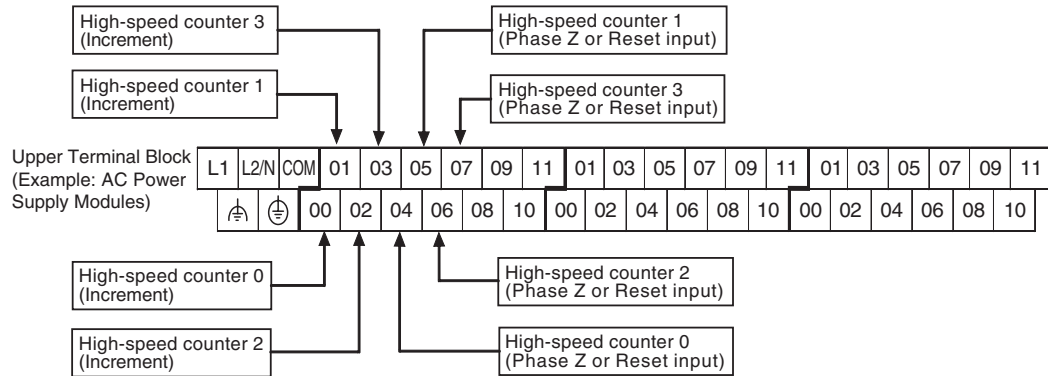 High-speed counter 3
(Increment)
High-speed counter 1
(Phase Z or Reset input)
High-speed counter 1
(Increment)
High-speed counter 3
(Phase Z or Reset input)
Upper Terminal Block
(Example: AC Power
Supply Modules)
L1 L2/N COM 01 03 05 07 09 11 01 03 05 07 09 11 01 03 05 07 09 11
00 02 04 06 08 10 00 02 04 06 08 10 00 02 04 06 08 10
High-speed counter 0
(Increment)
High-speed counter 2
(Phase Z or Reset input)
High-speed counter 2
(Increment)
High-speed counter 0
(Phase Z or Reset input)